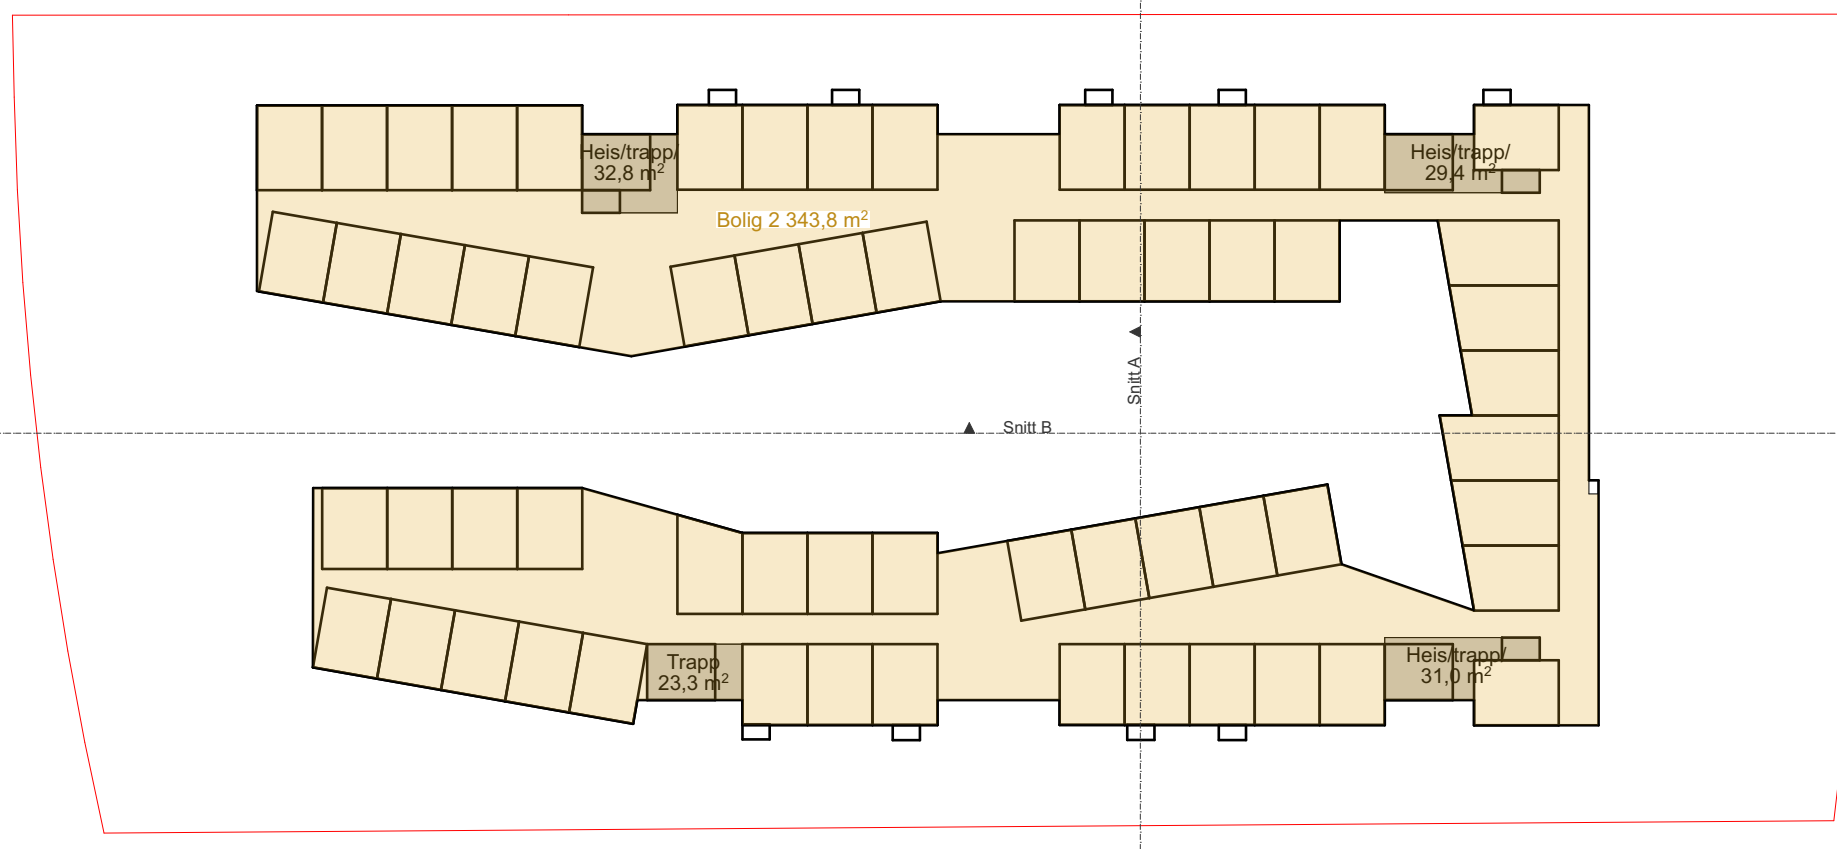 Heis/trapp/
32,8 m²
Heis/trapp/
29,4 m²
Bolig 2 343,8 m²
Snitt A
Snitt B
Trapp
23,3 m²
Heis/trapp/
31,0 m²